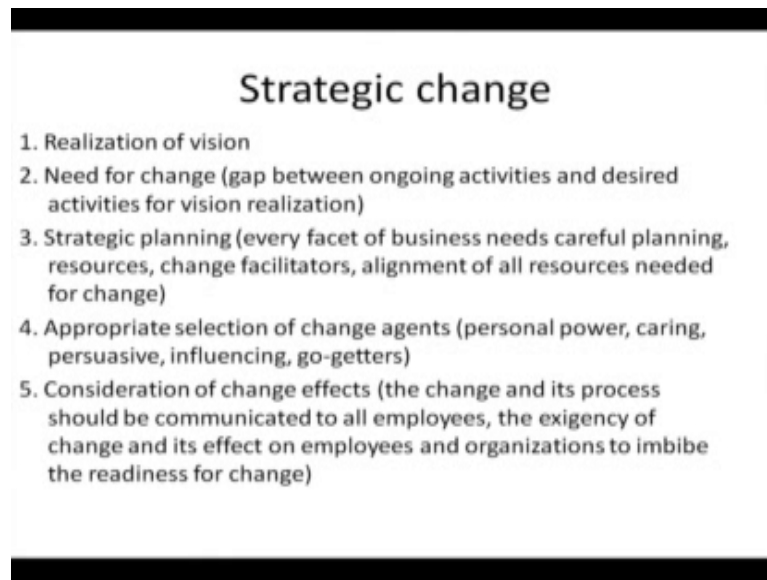 Strategic change
1. Realization of vision
2. Need for change (gap between ongoing activities and desired
activities for vision realization)
3. Strategic planning (every facet of business needs careful planning,
resources, change facilitators, alignment of all resources needed
for change)
4. Appropriate selection of change agents (personal power, caring,
persuasive, influencing, go-getters)
5. Consideration of change effects (the change and its process
should be communicated to all employees, the exigency of
change and its effect on employees and organizations to imbibe
the readiness for change)